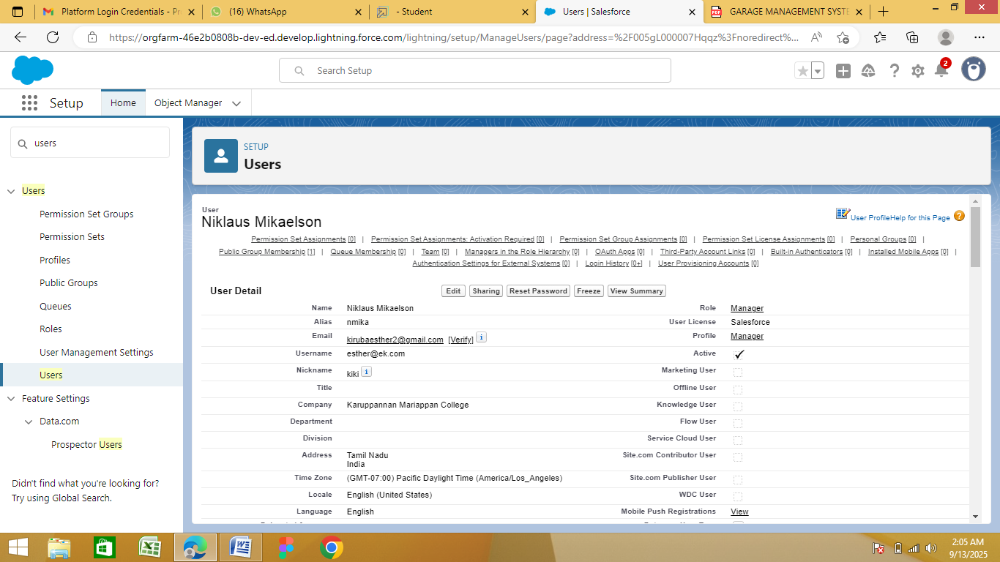 Platform Login Credentials - Pr
(16) WhatsApp
- Student
Users | Salesforce
GARAGE MANAGEMENT SYSTE
https://orgfarm-46e2b0808b-dev-ed.develop.lightning.force.com/lightning/setup/ManageUsers/page?address=%2F005gL000007Hqqz%3Fnoredirect%...
Search Setup
2
Setup
Home
Object Manager
users
Users
Permission Set Groups
Permission Sets
Profiles
Public Groups
Queues
Roles
User Management Settings
Users
Feature Settings
Data.com
Prospector Users
Didn't find what you're looking for?
Try using Global Search.
SETUP
Users
User
Niklaus Mikaelson
User Profile Help for this Page
Permission Set Assignments [0] | Permission Set Assignments: Activation Required [0] | Permission Set Group Assignments [0] | Permission Set License Assignments [0] | Personal Groups [0] |
Public Group Membership [1] | Queue Membership [0] | Team [0] | Managers in the Role Hierarchy [0] | OAuth Apps [0] | Third-Party Account Links [0] | Built-in Authenticators [0] | Installed Mobile Apps [0] |
Authentication Settings for External Systems [0] | Login History [0+] | User Provisioning Accounts [0]
User Detail
Edit Sharing Reset Password Freeze View Summary
Name Niklaus Mikaelson Role Manager
Alias nmika User License Salesforce
Email kirubaesther2@gmail.com [Verify] i Profile Manager
Username esther@ek.com Active
Nickname kiki i Marketing User
Title Offline User
Company Karuppannan Mariappan College Knowledge User
Department Flow User
Division Service Cloud User
Address Tamil Nadu Site.com Contributor User
India
Time Zone (GMT-07:00) Pacific Daylight Time (America/Los_Angeles) Site.com Publisher User
Locale English (United States) WDC User
Language English Mobile Push Registrations View
2:05 AM
9/13/2025